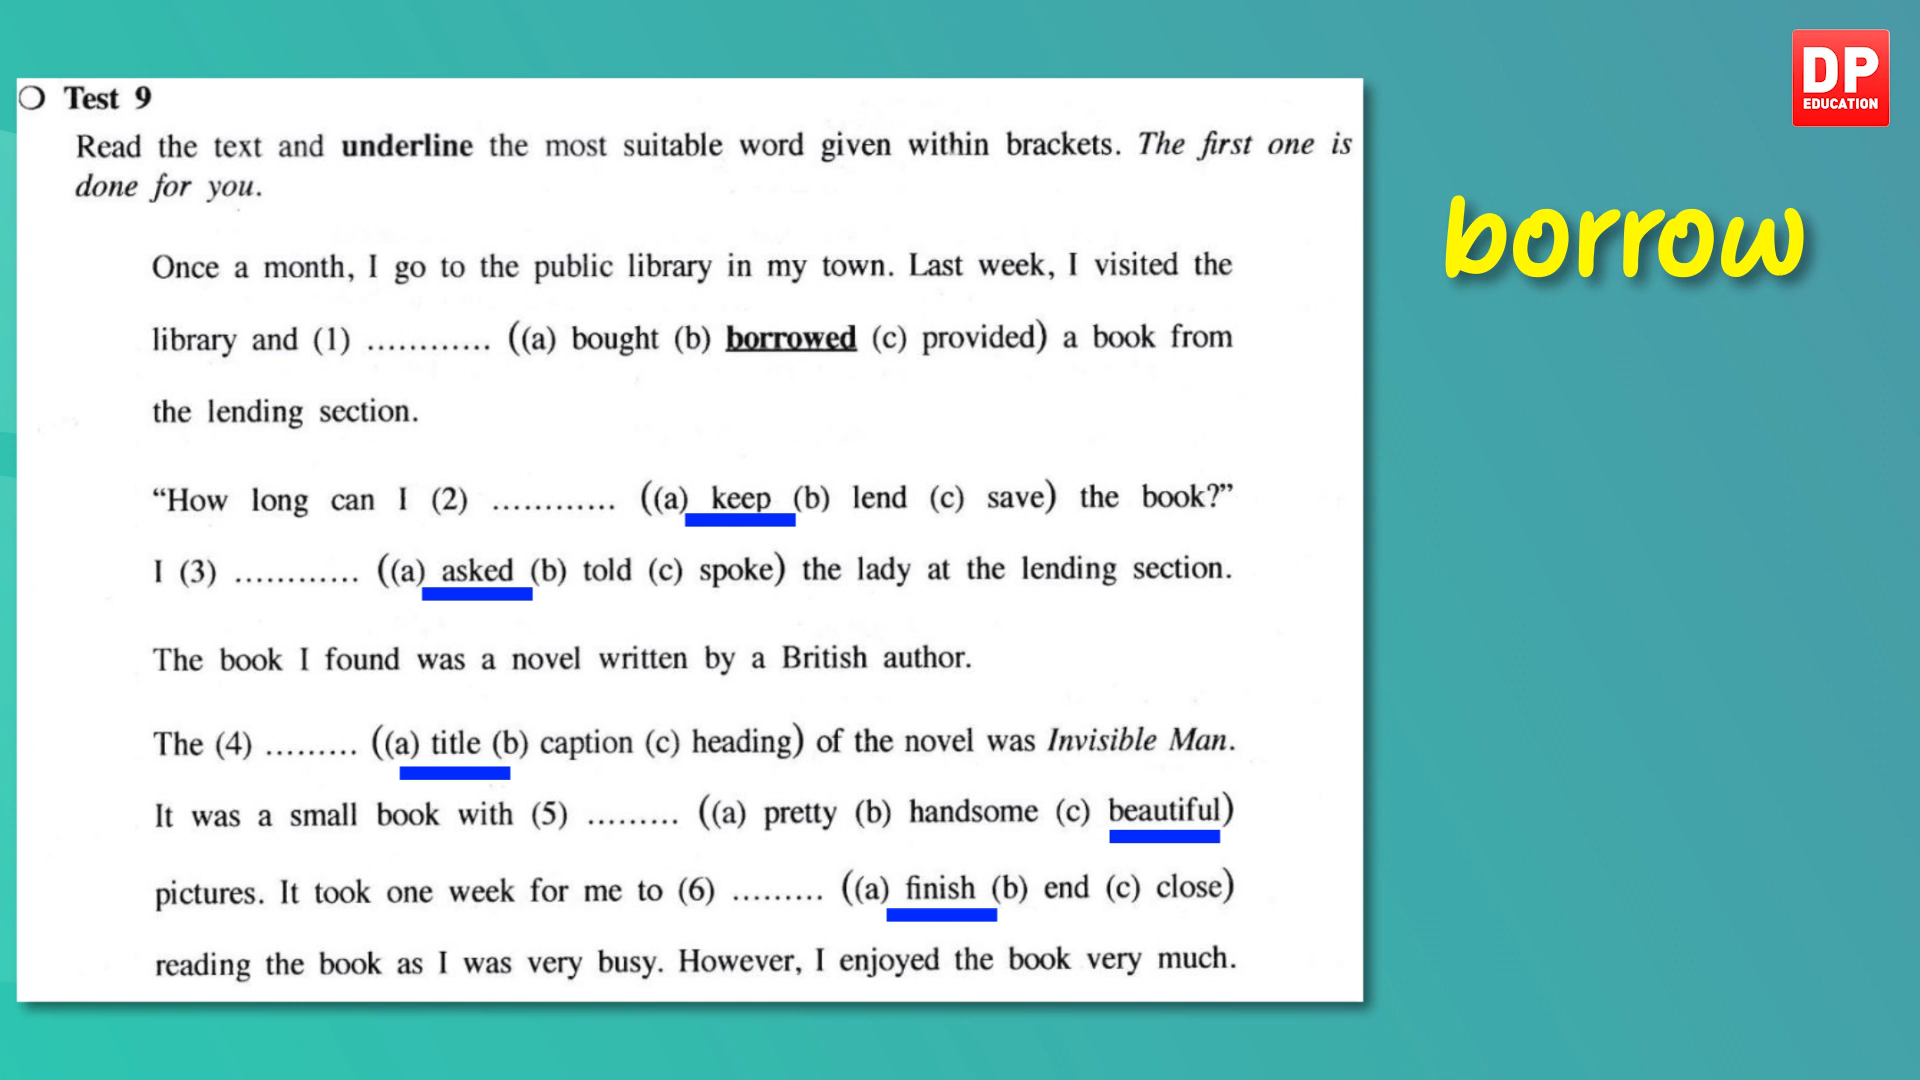 DP
EDUCATION
Test 9
Read the text and underline the most suitable word given within brackets. The first one is
done for you.
borrow
Once a month, I go to the public library in my town. Last week, I visited the
library and (1) ............ ((a) bought (b) borrowed (c) provided) a book from
the lending section.
“How long can I (2) ............ ((a) keep (b) lend (c) save) the book?”
I (3) ............ ((a) asked (b) told (c) spoke) the lady at the lending section.
The book I found was a novel written by a British author.
The (4) ......... ((a) title (b) caption (c) heading) of the novel was Invisible Man.
It was a small book with (5) ......... ((a) pretty (b) handsome (c) beautiful)
pictures. It took one week for me to (6) ......... ((a) finish (b) end (c) close)
reading the book as I was very busy. However, I enjoyed the book very much.